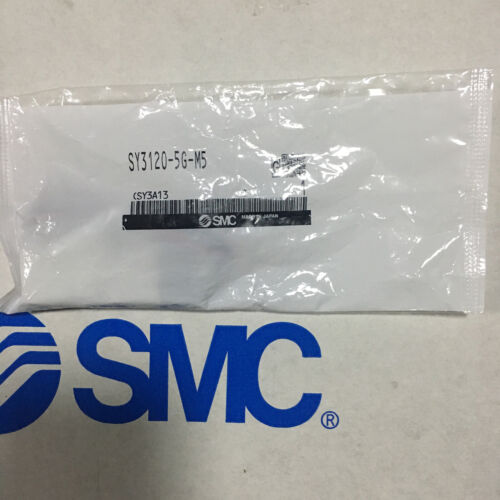 SY3120-5G-M5
(SY3A13
SMC MADE IN JAPAN
SMC®